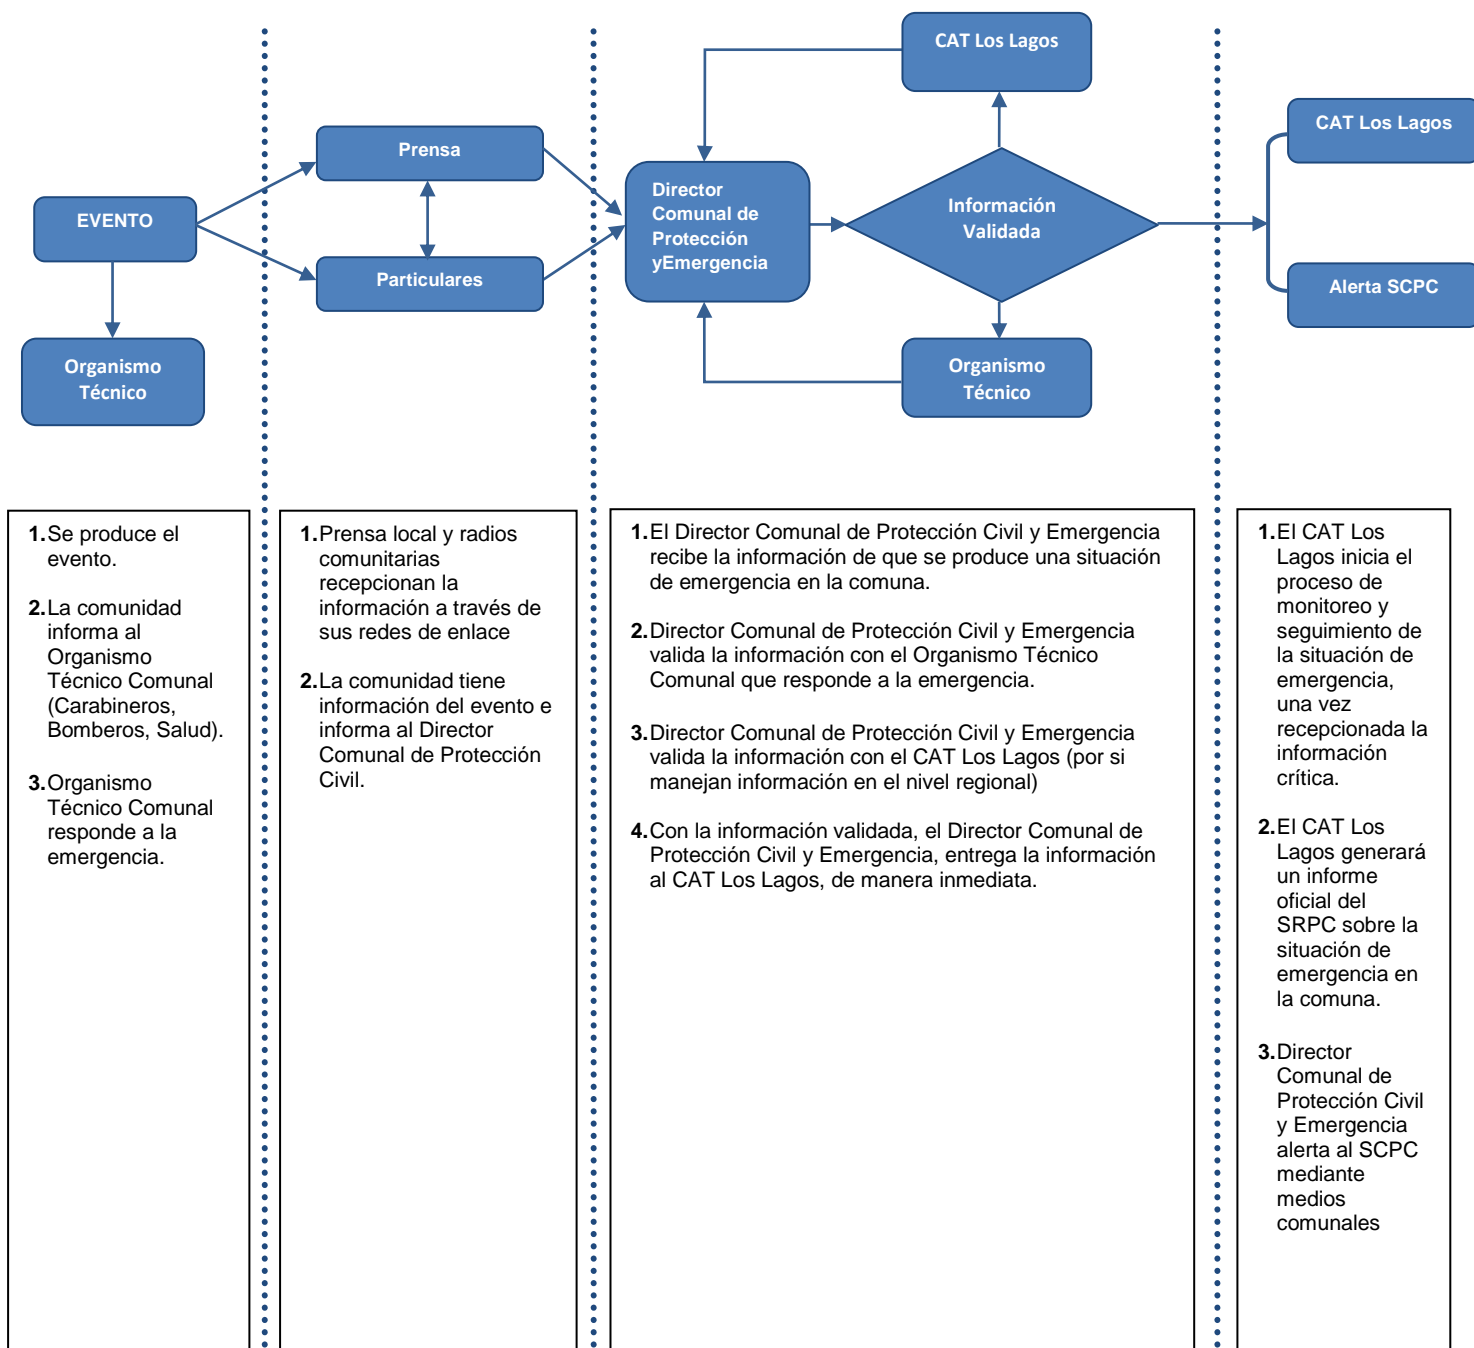 CAT Los Lagos
CAT Los Lagos
Prensa
Director
Comunal de
Protección
yEmergencia
Información
Validada
EVENTO
Particulares
Alerta SCPC
Organismo
Técnico
Organismo
Técnico
1.Se produce el
evento.
2.La comunidad
informa al
Organismo
Técnico Comunal
(Carabineros,
Bomberos, Salud).
3.Organismo
Técnico Comunal
responde a la
emergencia.
1.Prensa local y radios
comunitarias
recepcionan la
información a través de
sus redes de enlace
2.La comunidad tiene
información del evento e
informa al Director
Comunal de Protección
Civil.
1.El Director Comunal de Protección Civil y Emergencia
recibe la información de que se produce una situación
de emergencia en la comuna.
2.Director Comunal de Protección Civil y Emergencia
valida la información con el Organismo Técnico
Comunal que responde a la emergencia.
3.Director Comunal de Protección Civil y Emergencia
valida la información con el CAT Los Lagos (por si
manejan información en el nivel regional)
4.Con la información validada, el Director Comunal de
Protección Civil y Emergencia, entrega la información
al CAT Los Lagos, de manera inmediata.
1.El CAT Los
Lagos inicia el
proceso de
monitoreo y
seguimiento de
la situación de
emergencia,
una vez
recepcionada la
información
crítica.
2.El CAT Los
Lagos generará
un informe
oficial del
SRPC sobre la
situación de
emergencia en
la comuna.
3.Director
Comunal de
Protección Civil
y Emergencia
alerta al SCPC
mediante
medios
comunales